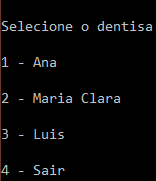 Selecione o dentisa
1 - Ana
2 - Maria Clara
3 - Luis
4 - Sair